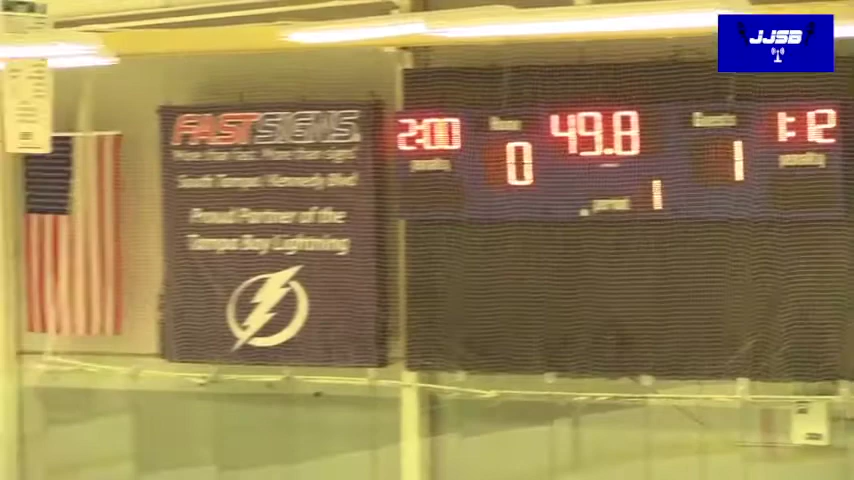 JJSB
FASTSIGNS
More than fast. More than signs.
South Tampa Kennedy Blvd
Proud Partner of the
Tampa Bay Lightning
2:00 Home 49.8 Guests 1:12
penalty 0 1 penalty
period 1